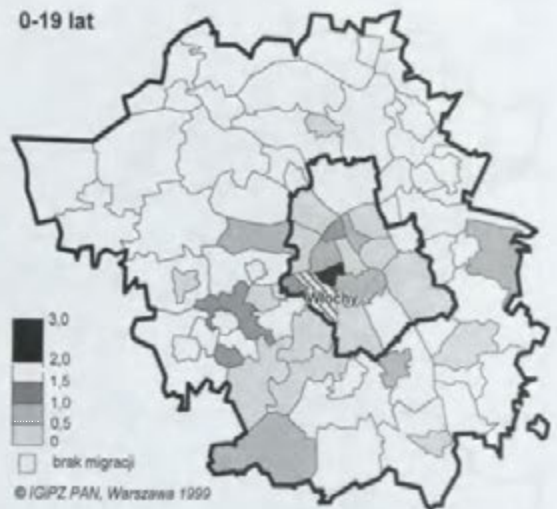 0-19 lat
Włochy
3,0
2,0
1,5
1,0
0,5
0
brak migracji
© IGiPZ PAN, Warszawa 1999